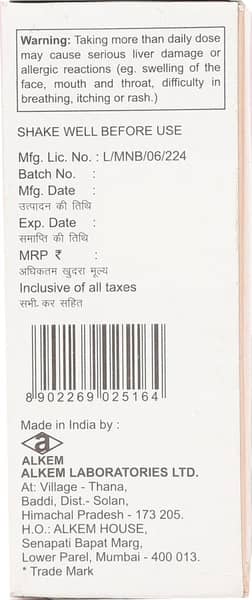 Warning: Taking more than daily dose
may cause serious liver damage or
allergic reactions (eg. swelling of the
face, mouth and throat, difficulty in
breathing, itching or rash.)
SHAKE WELL BEFORE USE
Mfg. Lic. No. : L/MNB/06/224
Batch No. :
Mfg. Date :
उत्पादन की तिथि
Exp. Date :
समाप्ति की तिथि
MRP ₹ :
अधिकतम खुदरा मूल्य
Inclusive of all taxes
सभी कर सहित
8 902269 025164
Made in India by :
a
ALKEM
ALKEM LABORATORIES LTD.
At: Village - Thana,
Baddi, Dist.- Solan,
Himachal Pradesh - 173 205.
H.O.: ALKEM HOUSE,
Senapati Bapat Marg,
Lower Parel, Mumbai - 400 013.
* Trade Mark